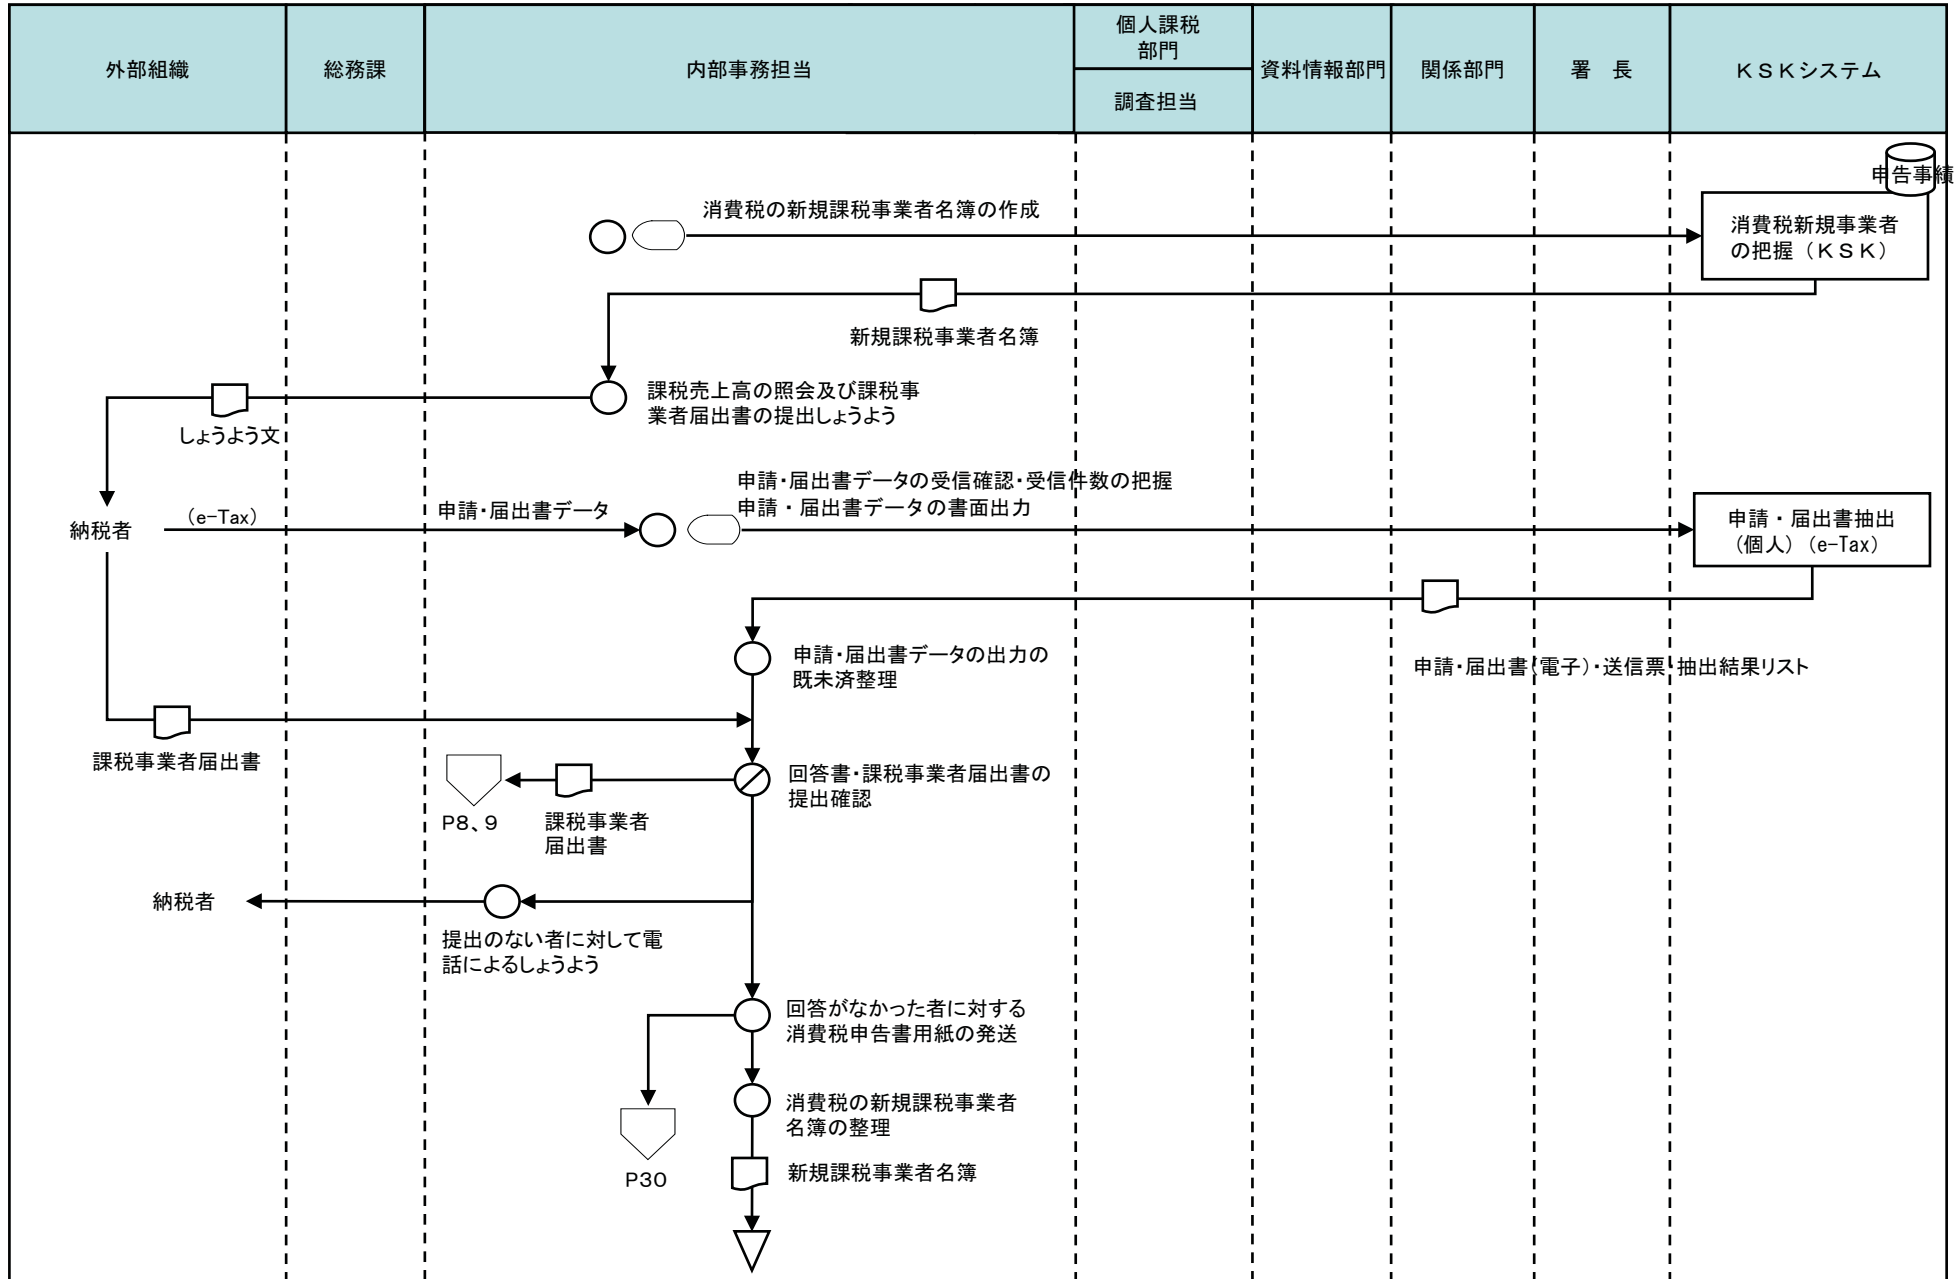 外部組織
総務課
内部事務担当
個人課税
部門
調査担当
資料情報部門
関係部門
署　長
ＫＳＫシステム
申告事績
消費税の新規課税事業者名簿の作成
消費税新規事業者
の把握（ＫＳＫ）
新規課税事業者名簿
課税売上高の照会及び課税事
業者届出書の提出しょうよう
しょうよう文
申請・届出書データの受信確認・受信件数の把握
申請・届出書データの書面出力
納税者
（e-Tax）
申請・届出書データ
申請・届出書抽出
（個人）（e-Tax）
申請・届出書データの出力の
既未済整理
申請・届出書（電子）・送信票・抽出結果リスト
課税事業者届出書
回答書・課税事業者届出書の
提出確認
P8、9
課税事業者
届出書
納税者
提出のない者に対して電
話によるしょうよう
回答がなかった者に対する
消費税申告書用紙の発送
消費税の新規課税事業者
名簿の整理
P30
新規課税事業者名簿